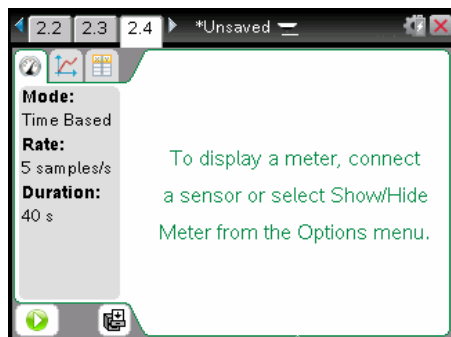 2.2 2.3 2.4 *Unsaved
Mode:
Time Based
Rate:
5 samples/s
Duration:
40 s
To display a meter, connect
a sensor or select Show/Hide
Meter from the Options menu.